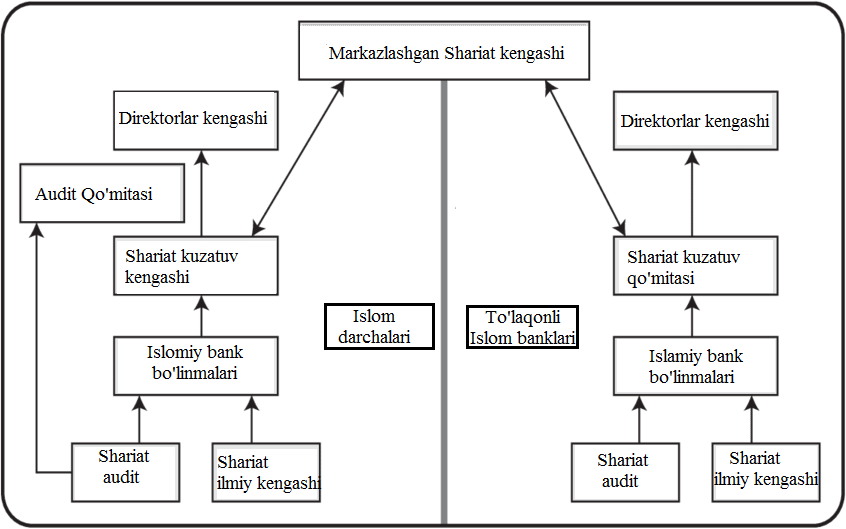 Markazlashgan Shariat kengashi
Direktorlar kengashi
Direktorlar kengashi
Audit Qo'mitasi
Shariat kuzatuv
kengashi
Shariat kuzatuv
qo'mitasi
Islom
darchalari
To'laqonli
Islom banklari
Islomiy bank
bo'linmalari
Islamiy bank
bo'linmalari
Shariat
audit
Shariat
ilmiy kengashi
Shariat
audit
Shariat
ilmiy kengashi